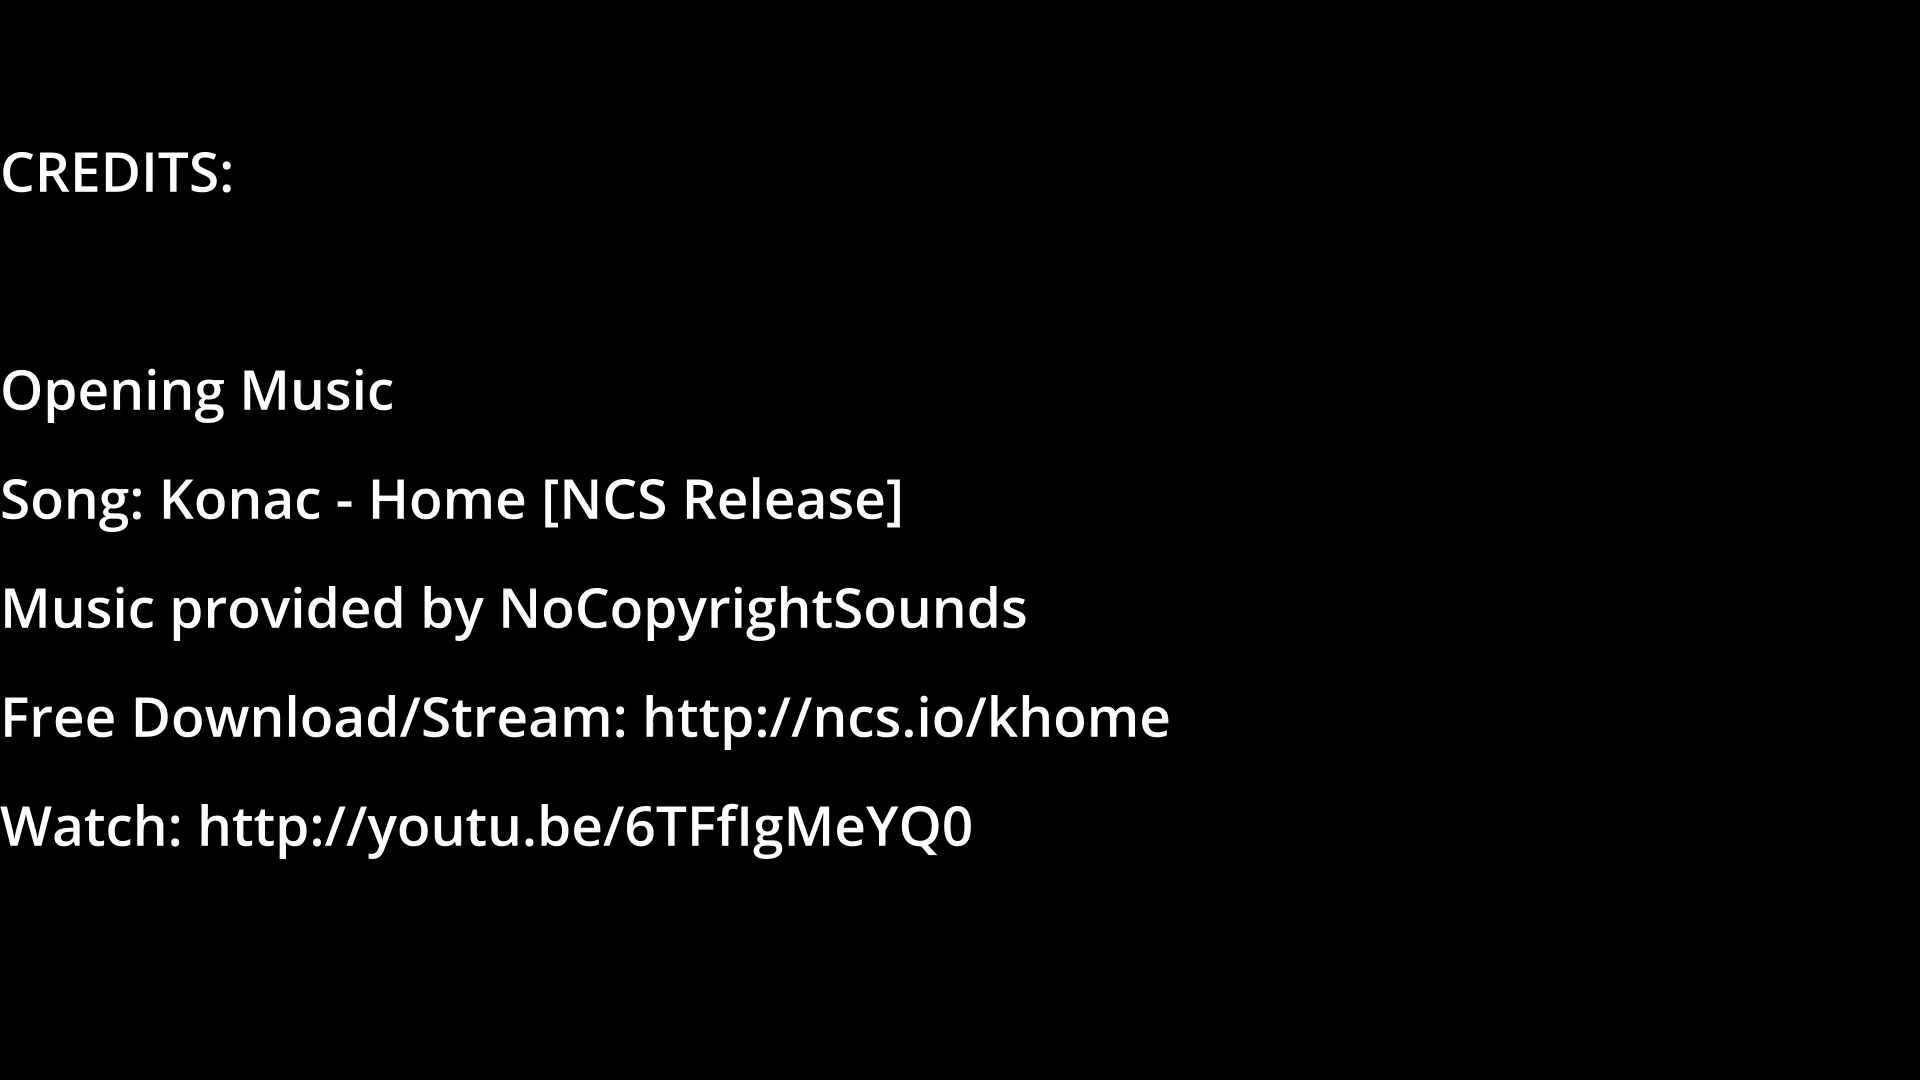 CREDITS:
Opening Music
Song: Konac - Home [NCS Release]
Music provided by NoCopyrightSounds
Free Download/Stream: http://ncs.io/khome
Watch: http://youtu.be/6TFfIgMeYQ0